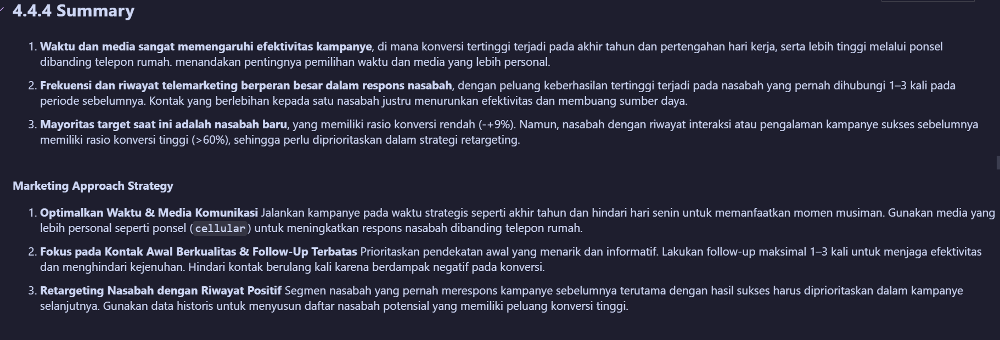 4.4.4 Summary
1. Waktu dan media sangat memengaruhi efektivitas kampanye, di mana konversi tertinggi terjadi pada akhir tahun dan pertengahan hari kerja, serta lebih tinggi melalui ponsel
dibanding telepon rumah. menandakan pentingnya pemilihan waktu dan media yang lebih personal.
2. Frekuensi dan riwayat telemarketing berperan besar dalam respons nasabah, dengan peluang keberhasilan tertinggi terjadi pada nasabah yang pernah dihubungi 1–3 kali pada
periode sebelumnya. Kontak yang berlebihan kepada satu nasabah justru menurunkan efektivitas dan membuang sumber daya.
3. Mayoritas target saat ini adalah nasabah baru, yang memiliki rasio konversi rendah (-+9%). Namun, nasabah dengan riwayat interaksi atau pengalaman kampanye sukses sebelumnya
memiliki rasio konversi tinggi (>60%), sehingga perlu diprioritaskan dalam strategi retargeting.
Marketing Approach Strategy
1. Optimalkan Waktu & Media Komunikasi Jalankan kampanye pada waktu strategis seperti akhir tahun dan hindari hari senin untuk memanfaatkan momen musiman. Gunakan media yang
lebih personal seperti ponsel (cellular) untuk meningkatkan respons nasabah dibanding telepon rumah.
2. Fokus pada Kontak Awal Berkualitas & Follow-Up Terbatas Prioritaskan pendekatan awal yang menarik dan informatif. Lakukan follow-up maksimal 1–3 kali untuk menjaga efektivitas
dan menghindari kejenuhan. Hindari kontak berulang kali karena berdampak negatif pada konversi.
3. Retargeting Nasabah dengan Riwayat Positif Segmen nasabah yang pernah merespons kampanye sebelumnya terutama dengan hasil sukses harus diprioritaskan dalam kampanye
selanjutnya. Gunakan data historis untuk menyusun daftar nasabah potensial yang memiliki peluang konversi tinggi.